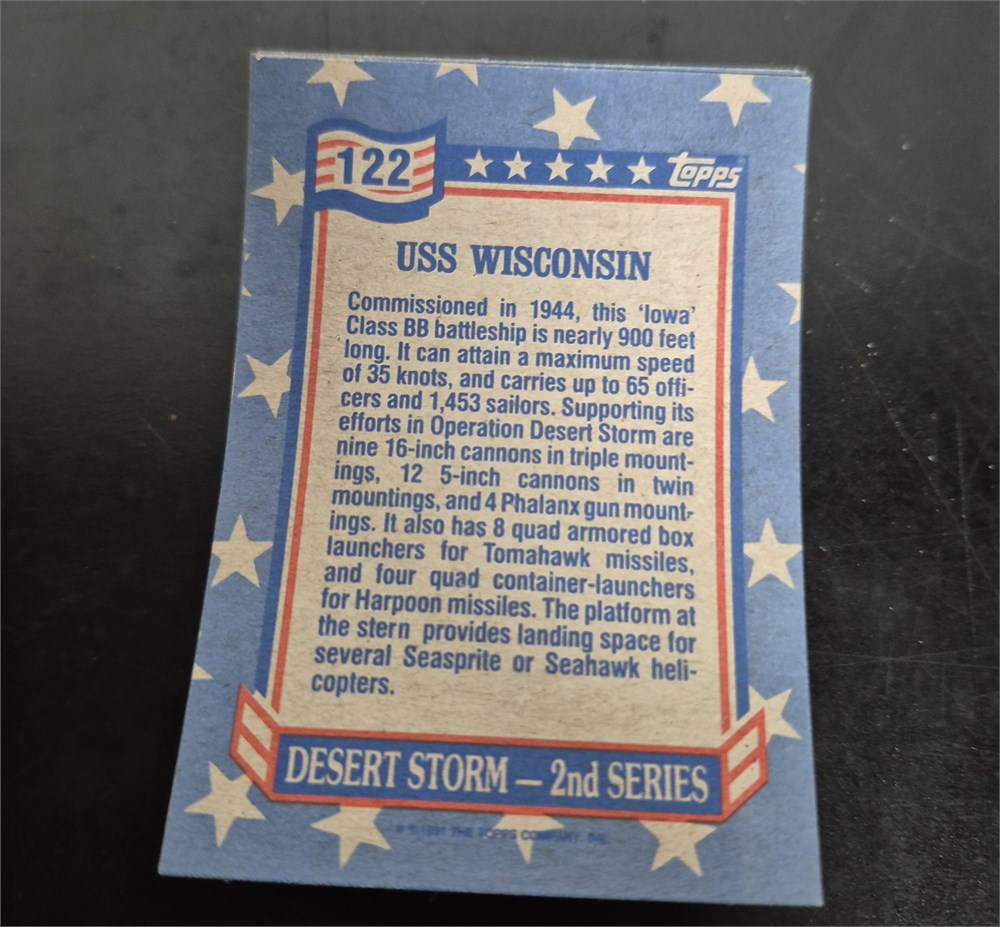 122
TOPPS
USS WISCONSIN
Commissioned in 1944, this 'Iowa'
Class BB battleship is nearly 900 feet
long. It can attain a maximum speed
of 35 knots, and carries up to 65 offi-
cers and 1,453 sailors. Supporting its
efforts in Operation Desert Storm are
nine 16-inch cannons in triple mount-
ings, 12 5-inch cannons in twin
mountings, and 4 Phalanx gun mount-
ings. It also has 8 quad armored box
launchers for Tomahawk missiles,
and four quad container-launchers
for Harpoon missiles. The platform at
the stern provides landing space for
several Seasprite or Seahawk heli-
copters.
DESERT STORM — 2nd SERIES
© 1991 THE TOPPS COMPANY, INC.